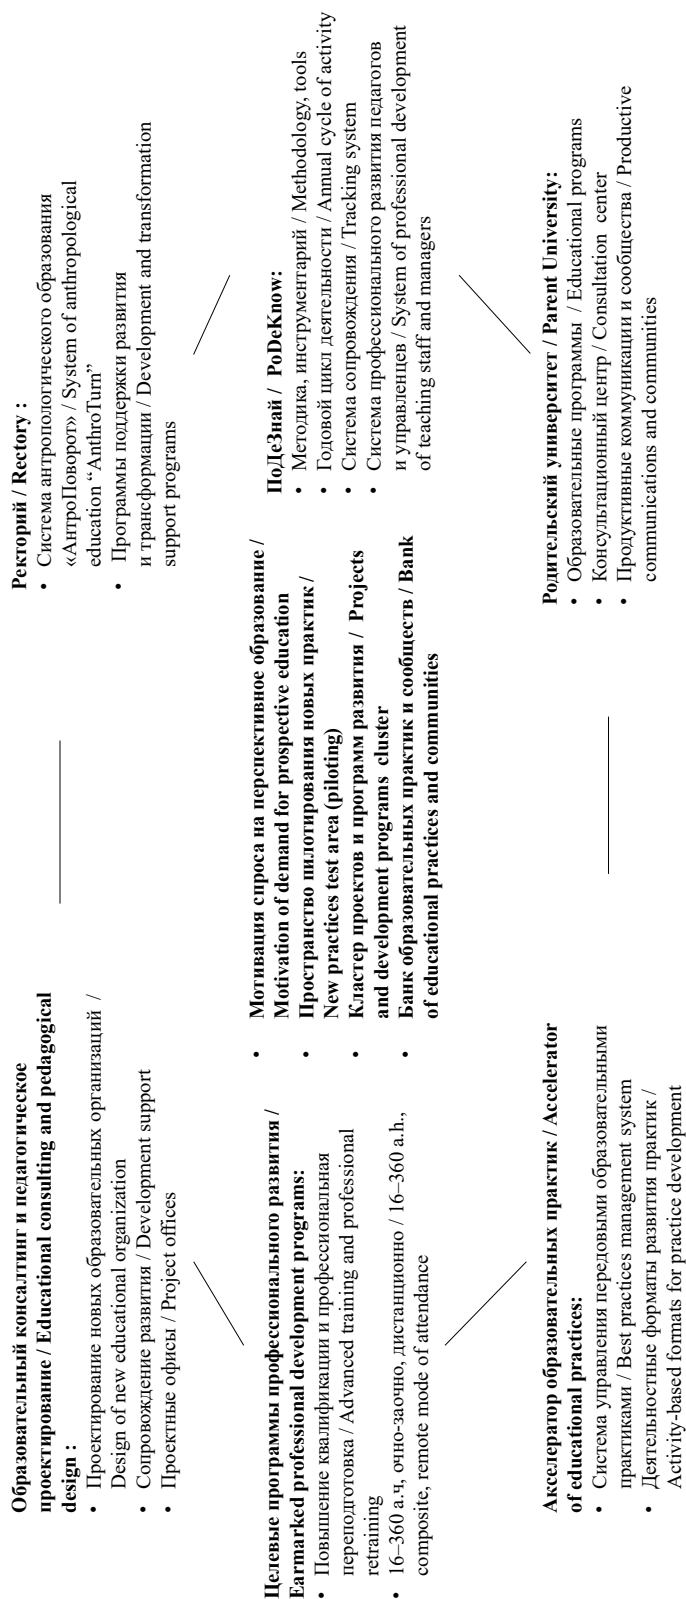 Образовательный консалтинг и педагогическое
проектирование / Educational consulting and pedagogical
design :
• Проектирование новых образовательных организаций /
Design of new educational organization
• Сопровождение развития / Development support
• Проектные офисы / Project offices
Ректорий / Rectory :
• Система антропологического образования
«АнтроПоворот» / System of anthropological
education “ AnthroTurn”
• Программы поддержки развития
и трансформации / Development and transformation
support programs
Целевые программы профессионального развития /
Earmarked professional development programs:
• Повышение квалификации и профессиональная
переподготовка / Advanced training and professional
retraining
• 16–360 а.ч, очно-заочно, дистанционно / 16–360 a.h.,
composite, remote mode of attendance
• Мотивация спроса на перспективное образование /
Motivation of demand for prospective education
• Пространство пилотирования новых практик /
New practices test area (piloting)
• Кластер проектов и программ развития / Projects
and development programs cluster
• Банк образовательных практик и сообществ / Bank
of educational practices and communities
ПоДеЗнай / PoDeKnow:
• Методика, инструментарий / Methodology, tools
• Годовой цикл деятельности / Annual cycle of activity
• Система сопровождения / Tracking system
• Система профессионального развития педагогов
и управленцев / System of professional development
of teaching staff and managers
Акселератор образовательных практик / Accelerator
of educational practices:
• Система управления передовыми образовательными
практиками / Best practices management system
• Деятельностные форматы развития практик /
Activity-based formats for practice development
Родительский университет / Parent University:
• Образовательные программы / Educational programs
• Консультационный центр / Consultation center
• Продуктивные коммуникации и сообщества / Productive
communications and communities